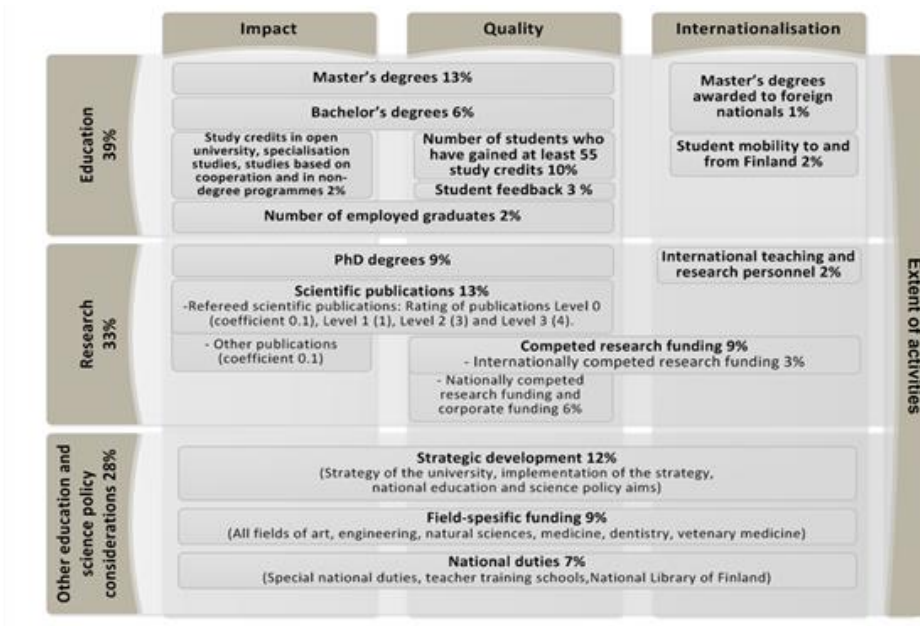 Impact
Quality
Internationalisation
Education
39%
Master's degrees 13%
Bachelor's degrees 6%
Study credits in open
university, specialisation
studies, studies based on
cooperation and in non-
degree programmes 2%
Number of students who
have gained at least 55
study credits 10%
Student feedback 3 %
Number of employed graduates 2%
Master's degrees
awarded to foreign
nationals 1%
Student mobility to and
from Finland 2%
Research
33%
PhD degrees 9%
Scientific publications 13%
-Refereed scientific publications: Rating of publications Level 0
(coefficient 0.1), Level 1 (1), Level 2 (3) and Level 3 (4).
- Other publications
(coefficient 0.1)
International teaching and
research personnel 2%
Competed research funding 9%
- Internationally competed research funding 3%
- Nationally competed
research funding and
corporate funding 6%
Other education and
science policy
considerations 28%
Strategic development 12%
(Strategy of the university, implementation of the strategy,
national education and science policy aims)
Field-spesific funding 9%
(All fields of art, engineering, natural sciences, medicine, dentistry, vetenary medicine)
National duties 7%
(Special national duties, teacher training schools,National Library of Finland)
Extent of activities